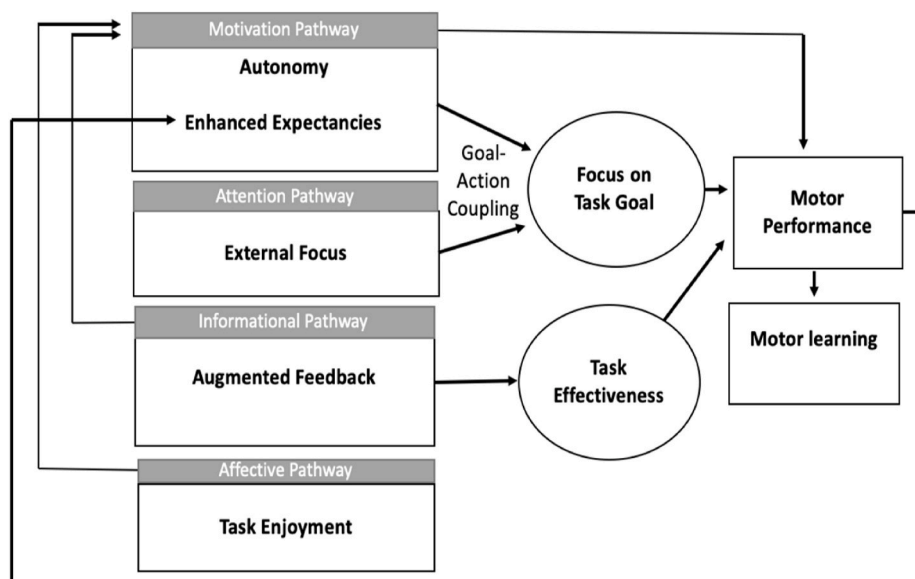 Motivation Pathway
Autonomy
Enhanced Expectancies
Goal-
Action
Coupling
Focus on
Task Goal
Motor
Performance
Attention Pathway
External Focus
Informational Pathway
Augmented Feedback
Task
Effectiveness
Motor learning
Affective Pathway
Task Enjoyment